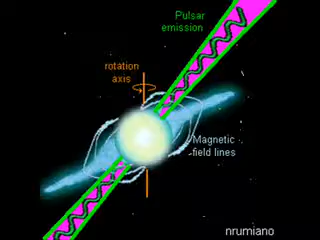 Pulsar
emission
rotation
axis
Magnetic
field lines
nrumiano